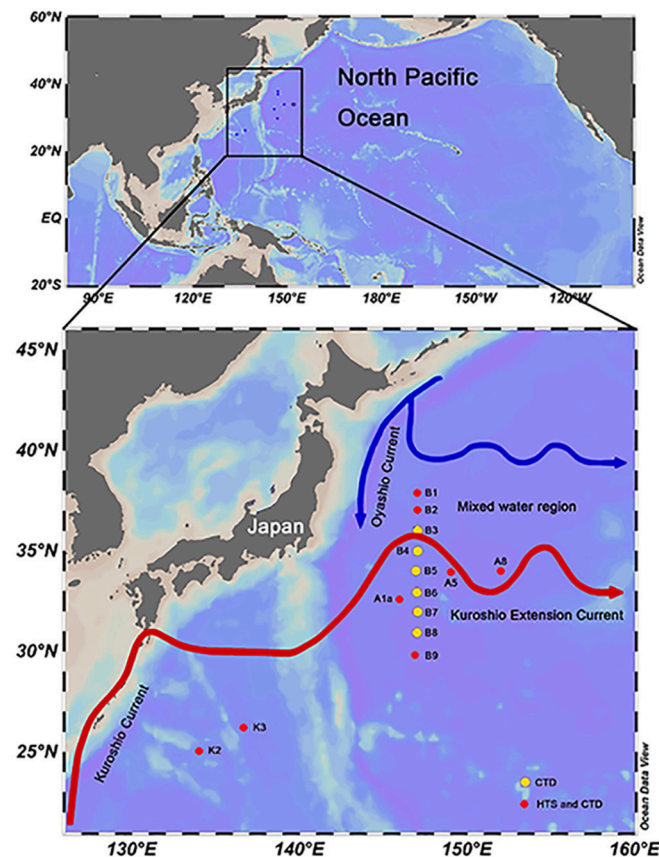 60°N
40°N
20°N
EQ
20°S
North Pacific
Ocean
Ocean Data View
90°E
120°E
150°E
180°W
150°W
120°W
45°N
40°N
35°N
30°N
25°N
Oyashio Current
B1
B2
Mixed water region
Japan
B3
B4
B5
A5
A8
B6
A1a
Kuroshio Extension Current
B7
B8
B9
Kuroshio Current
K3
K2
CTD
HTS and CTD
Ocean Data View
130°E
140°E
150°E
160°E